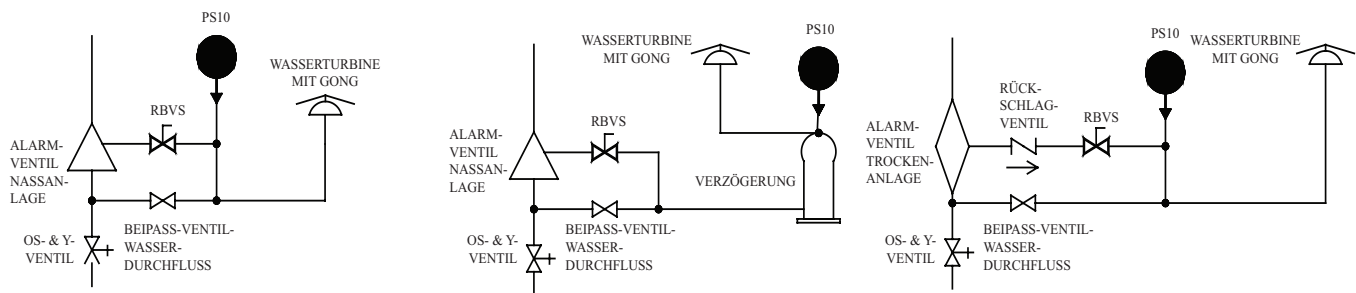 PS10
WASSERTURBINE
MIT GONG
RBVS
ALARM-
VENTIL
NASSAN-
LAGE
OS- & Y-
VENTIL
BEIPASS-VENTIL-
WASSER-
DURCHFLUSS
WASSERTURBINE
MIT GONG
PS10
RBVS
ALARM-
VENTIL
NASSAN-
LAGE
VERZÖGERUNG
OS- & Y-
VENTIL
BEIPASS-VENTIL-
WASSER-
DURCHFLUSS
PS10
WASSERTURBINE
MIT GONG
RÜCK-
SCHLAG-
VENTIL
RBVS
ALARM-
VENTIL
TROCKEN-
ANLAGE
OS- & Y-
VENTIL
BEIPASS-VENTIL-
WASSER-
DURCHFLUSS